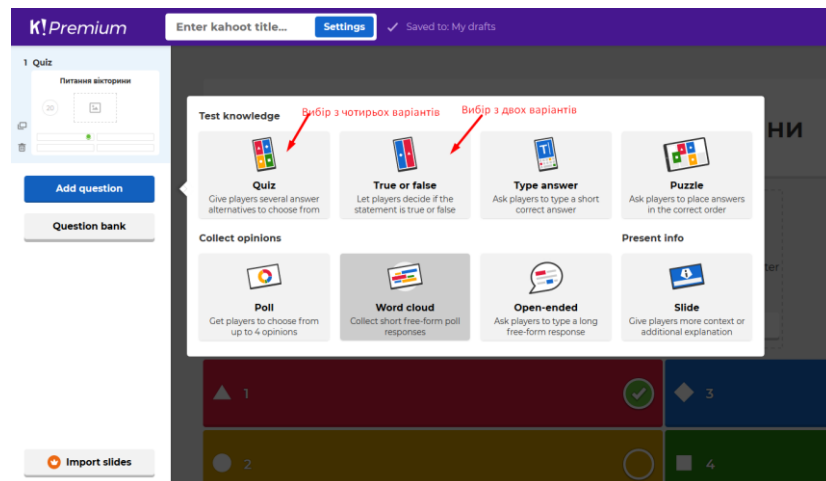 K!Premium
Enter kahoot title...
Settings
Saved to: My drafts
1 Quiz
Питання вікторини
20
Add question
Question bank
Import slides
Test knowledge
Вибір з чотирьох варіантів
Вибір з двох варіантів
Quiz
Give players several answer
alternatives to choose from
True or false
Let players decide if the
statement is true or false
Type answer
Ask players to type a short
correct answer
Puzzle
Ask players to place answers
in the correct order
Collect opinions
Present info
Poll
Get players to choose from
up to 4 opinions
Word cloud
Collect short free-form poll
responses
Open-ended
Ask players to type a long
free-form response
Slide
Give players more context or
additional explanation
ни
ter
1
3
2
4